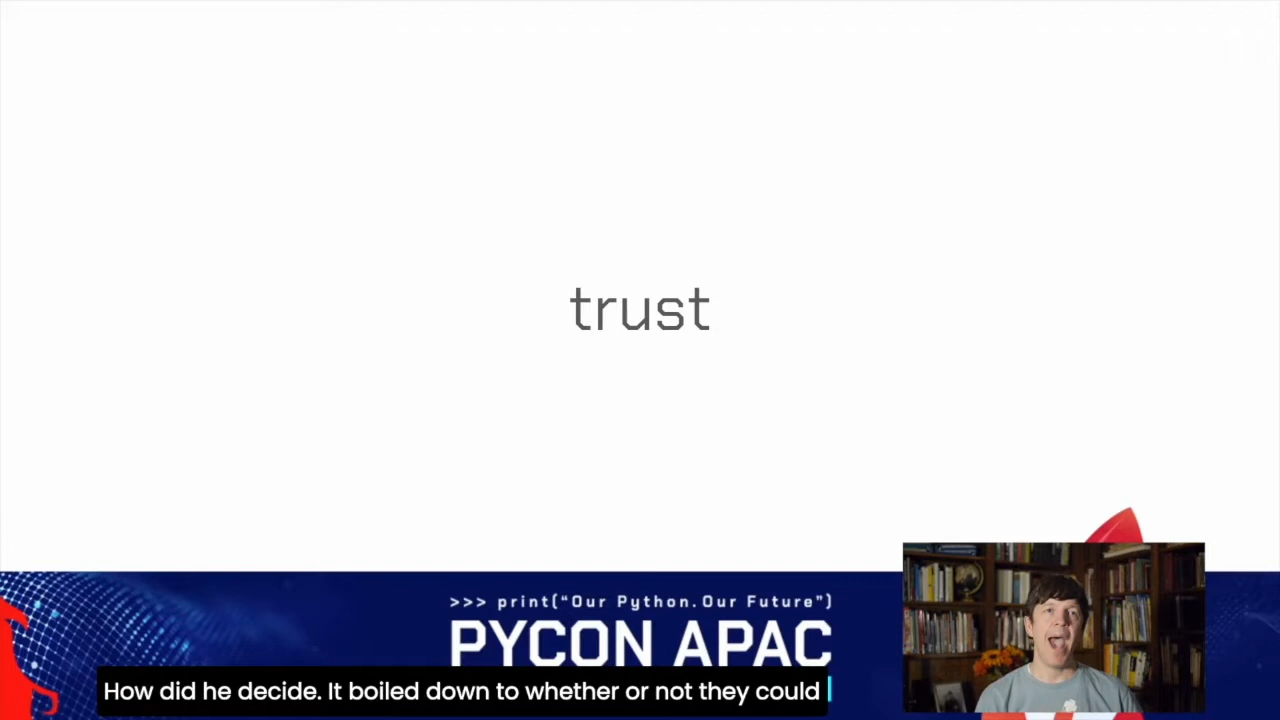 trust
>>> print(“Our Python.Our Future”)
PYCON APAC
How did he decide. It boiled down to whether or not they could